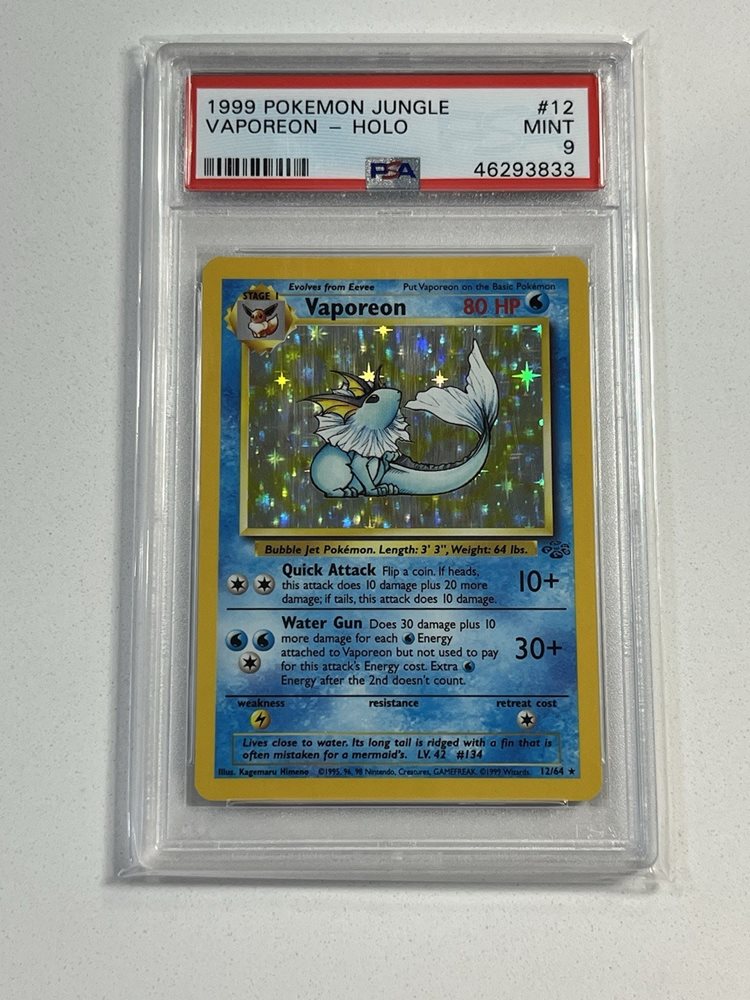 1999 POKEMON JUNGLE #12
VAPOREON - HOLO MINT
9
PSA 46293833
Evolves from Eevee Put Vaporeon on the Basic Pokémon
STAGE 1
Vaporeon 80 HP
Bubble Jet Pokémon. Length: 3' 3", Weight: 64 lbs.
Quick Attack Flip a coin. If heads,
this attack does 10 damage plus 20 more
damage; if tails, this attack does 10 damage.
10+
Water Gun Does 30 damage plus 10
more damage for each Energy
attached to Vaporeon but not used to pay
for this attack's Energy cost. Extra
Energy after the 2nd doesn't count.
30+
weakness resistance retreat cost
Lives close to water. Its long tail is ridged with a fin that is
often mistaken for a mermaid's. LV. 42 #134
Illus. Kagemaru Himeno ©1995, 96, 98 Nintendo, Creatures, GAMEFREAK. ©1999 Wizards. 12/64 ★